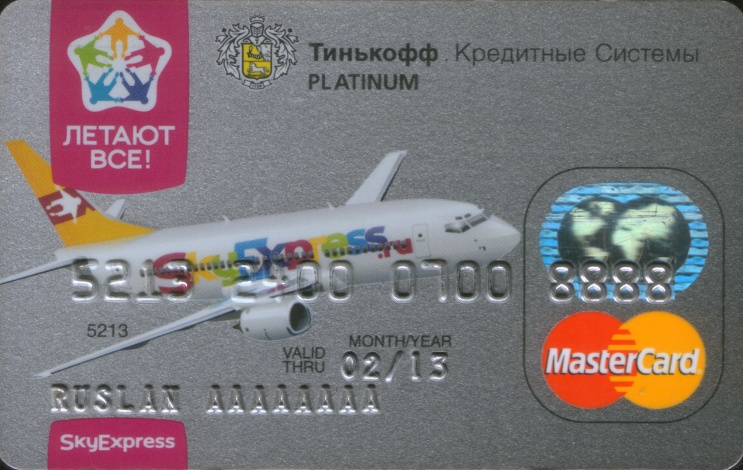 ЛЕТАЮТ
ВСЕ!
Тинькофф Кредитные Системы
PLATINUM
SkyExpress.ru
5213 2400 0700 8888
5213
MONTH/YEAR
VALID
THRU 02/13
MasterCard
RUSLAN AAAAAAAA
SkyExpress